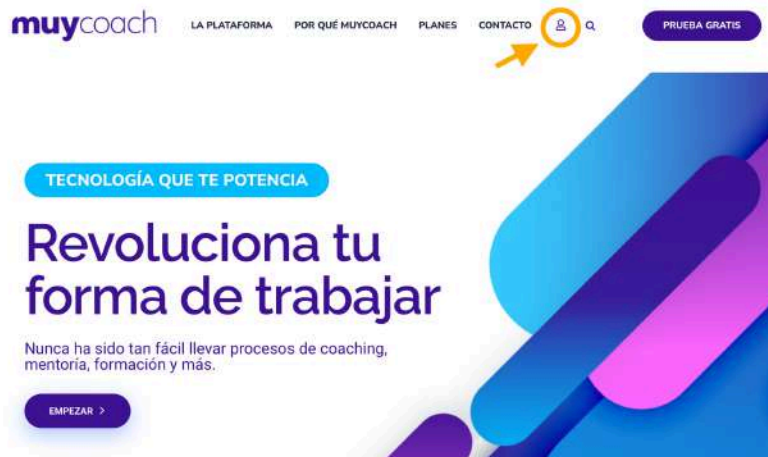 muycoach
LA PLATAFORMA POR QUÉ MUYCOACH PLANES CONTACTO PRUEBA GRATIS
TECNOLOGÍA QUE TE POTENCIA
Revoluciona tu
forma de trabajar
Nunca ha sido tan fácil llevar procesos de coaching,
mentoría, formación y más.
EMPEZAR >